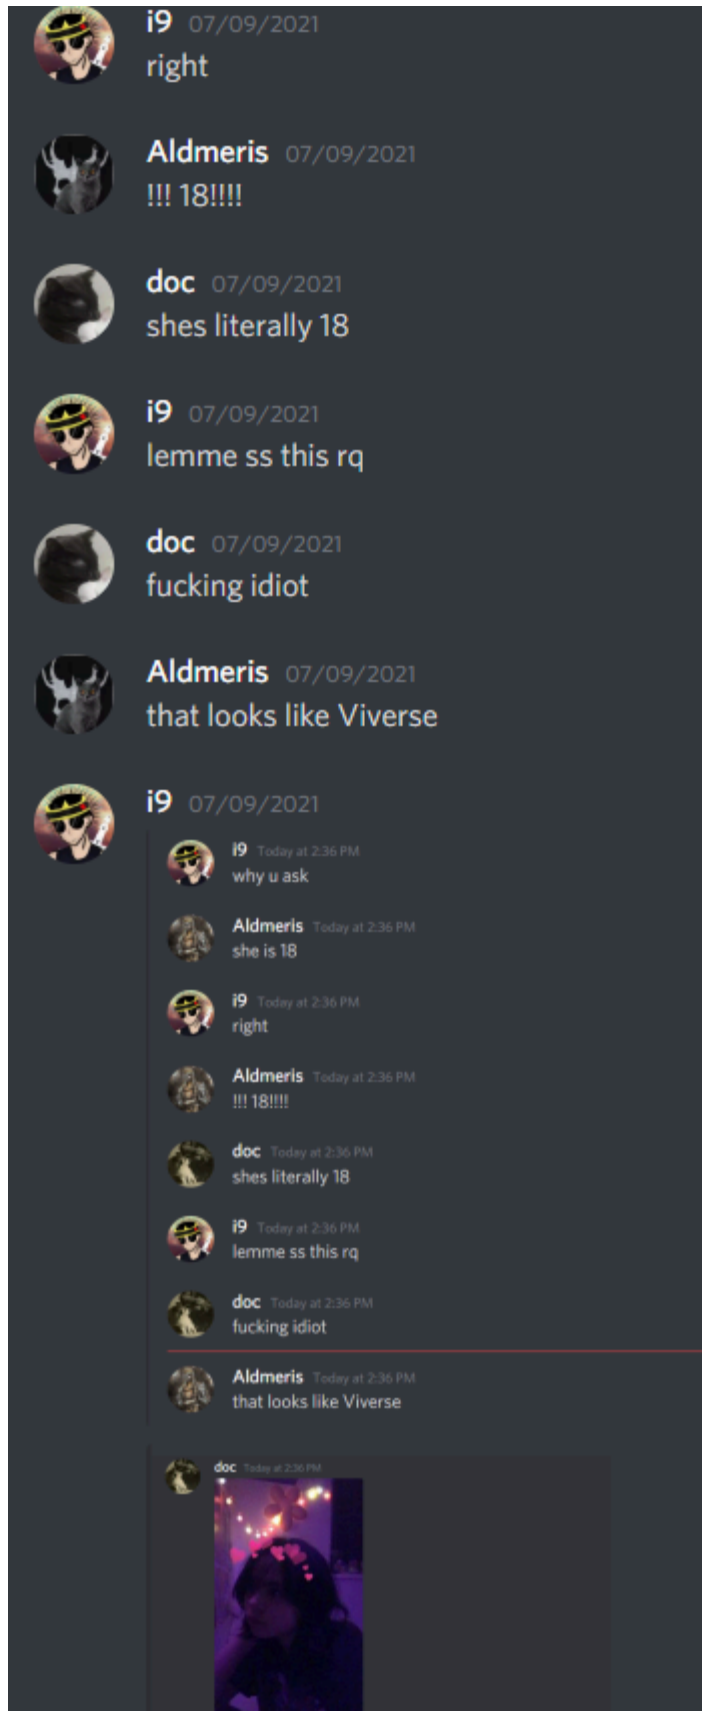 i9 07/09/2021
right
Aldmeris 07/09/2021
!!! 18!!!!
doc 07/09/2021
shes literally 18
i9 07/09/2021
lemme ss this rq
doc 07/09/2021
fucking idiot
Aldmeris 07/09/2021
that looks like Viverse
i9 07/09/2021
i9 Today at 2:36 PM
why u ask
Aldmeris Today at 2:36 PM
she is 18
i9 Today at 2:36 PM
right
Aldmeris Today at 2:36 PM
!!! 18!!!!
doc Today at 2:36 PM
shes literally 18
i9 Today at 2:36 PM
lemme ss this rq
doc Today at 2:36 PM
fucking idiot
Aldmeris Today at 2:36 PM
that looks like Viverse
doc Today at 2:36 PM